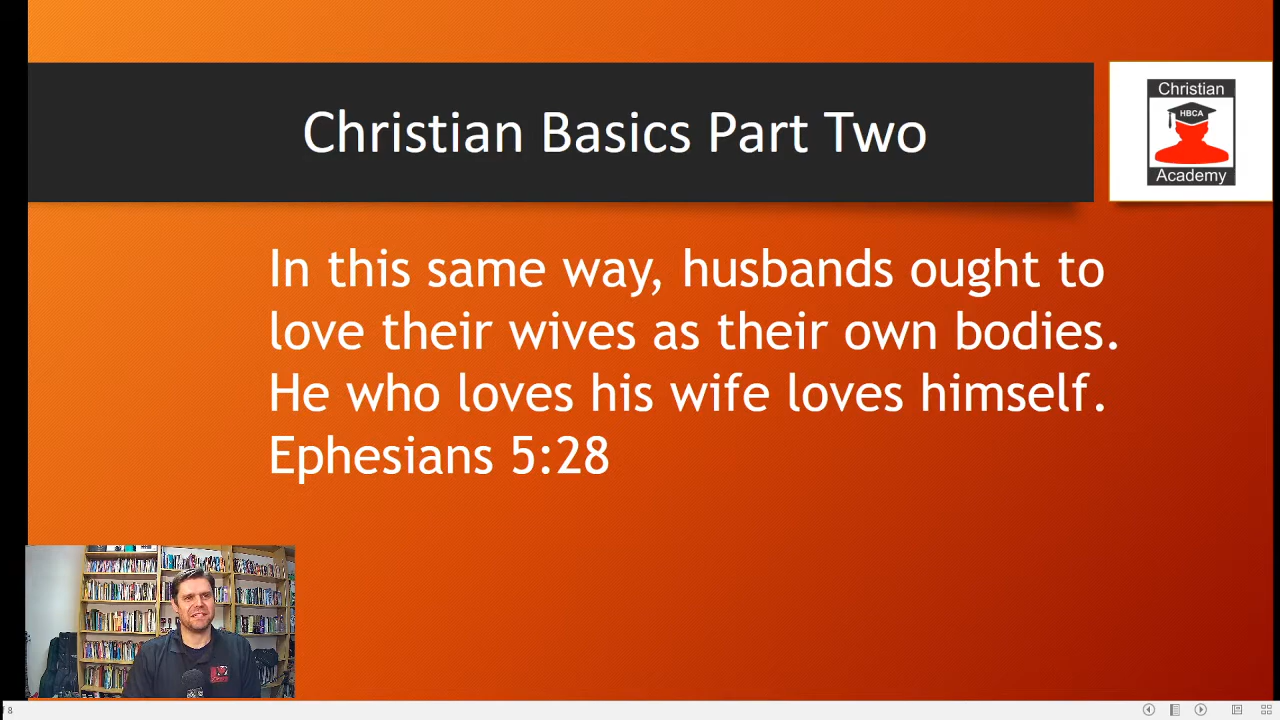 Christian Basics Part Two
Christian
HBCA
Academy
In this same way, husbands ought to
love their wives as their own bodies.
He who loves his wife loves himself.
Ephesians 5:28
8